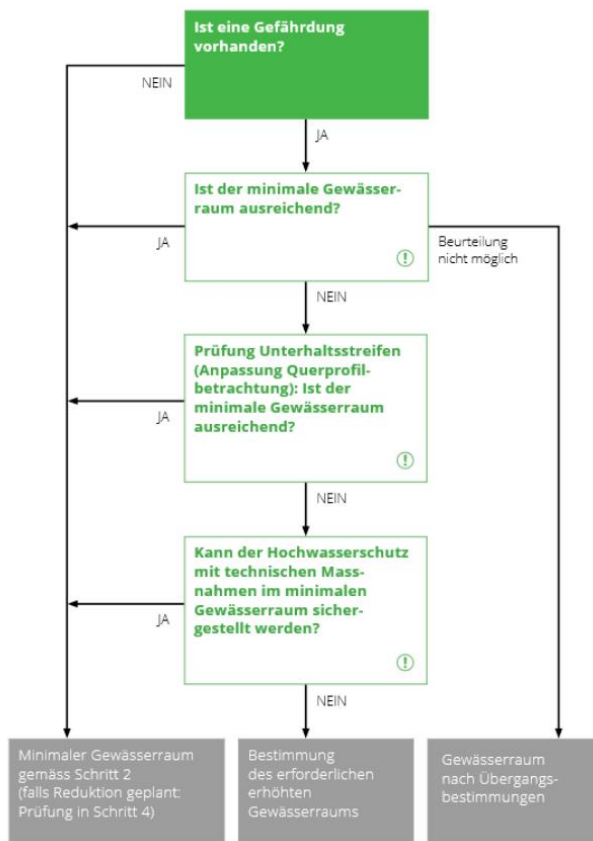 Ist eine Gefährdung
vorhanden?
NEIN
JA
Ist der minimale Gewässer-
raum ausreichend?
JA
Beurteilung
nicht möglich
NEIN
Prüfung Unterhaltsstreifen
(Anpassung Querprofil-
betrachtung): Ist der
minimale Gewässerraum
ausreichend?
JA
NEIN
Kann der Hochwasserschutz
mit technischen Mass-
nahmen im minimalen
Gewässerraum sicher-
gestellt werden?
JA
NEIN
Minimaler Gewässerraum
gemäss Schritt 2
(falls Reduktion geplant:
Prüfung in Schritt 4)
Bestimmung
des erforderlichen
erhöhten
Gewässerraums
Gewässerraum
nach Übergangs-
bestimmungen